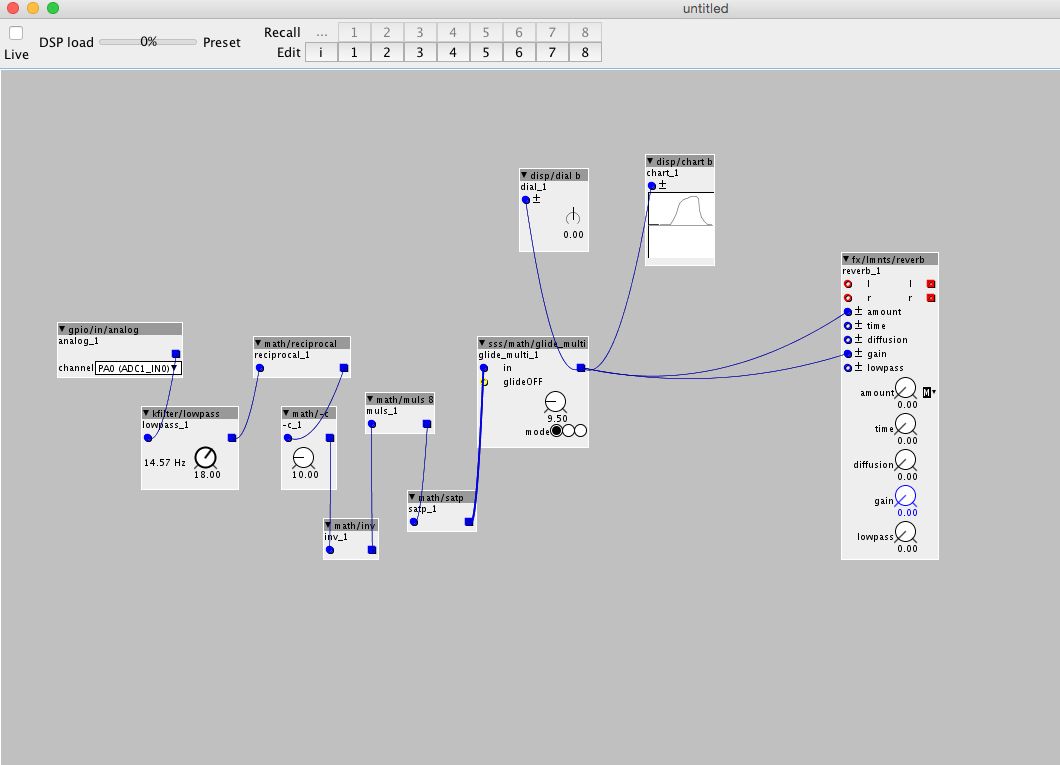 untitled
Live
DSP load 0% Preset
Recall ... 1 2 3 4 5 6 7 8
Edit i 1 2 3 4 5 6 7 8
disp/dial b
dial_1
±
0.00
disp/chart b
chart_1
±
fx/lmnts/reverb
reverb_1
l l
r r
± amount
± time
± diffusion
± gain
± lowpass
amount 0.00 M
time 0.00
diffusion 0.00
gain 0.00
lowpass 0.00
gpio/in/analog
analog_1
channel PA0 (ADC1_IN0)
math/reciprocal
reciprocal_1
sss/math/glide_multi
glide_multi_1
in
glideOFF
9.50
mode
kfilter/lowpass
lowpass_1
14.57 Hz
18.00
math/-c
-c_1
10.00
math/muls 8
muls_1
math/satp
satp_1
math/inv
inv_1